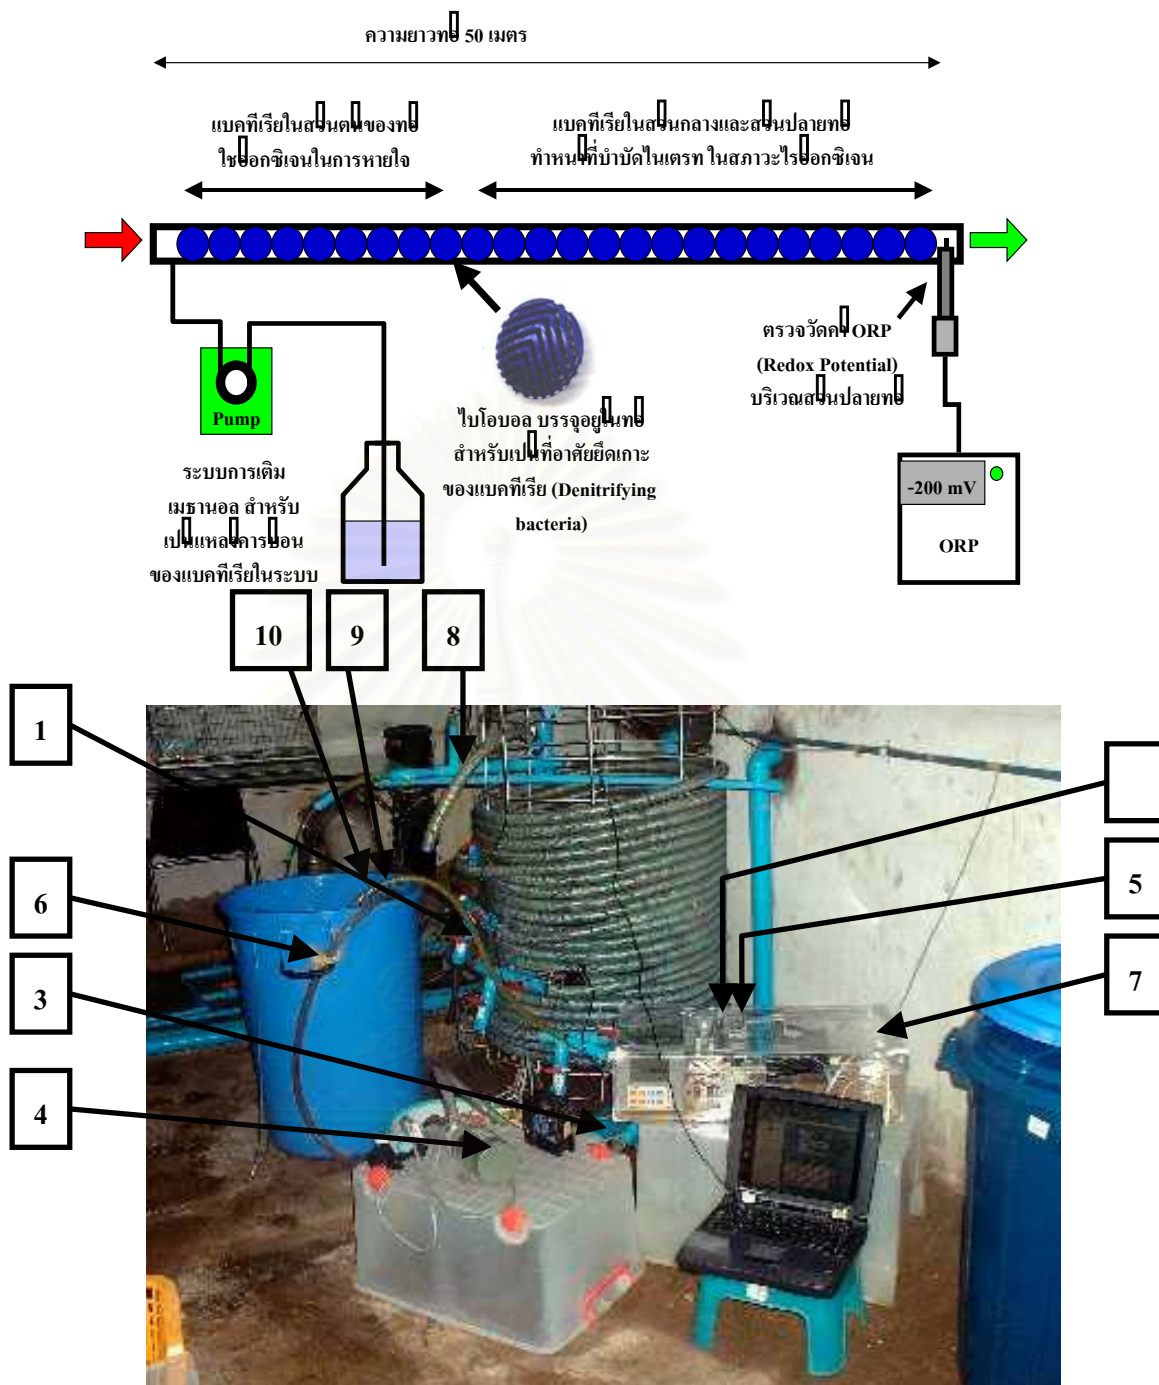 ความยาวท่อ 50 เมตร
แบคทีเรียในส่วนต้นของท่อ
ใช้ออกซิเจนในการหายใจ
แบคทีเรียในส่วนกลางและส่วนปลายท่อ
ทำหน้าที่บำบัดไนเตรท ในสภาวะไร้ออกซิเจน
Pump
ระบบการเติม
เมธานอล สำหรับ
เป็นแหล่งคาร์บอน
ของแบคทีเรียในระบบ
ไบโอบอล บรรจุอยู่ในท่อ
สำหรับเป็นที่อาศัยยึดเกาะ
ของแบคทีเรีย (Denitrifying
bacteria)
ตรวจวัดค่า ORP
(Redox Potential)
บริเวณส่วนปลายท่อ
-200 mV
ORP
10
9
8
1
6
3
4
5
7